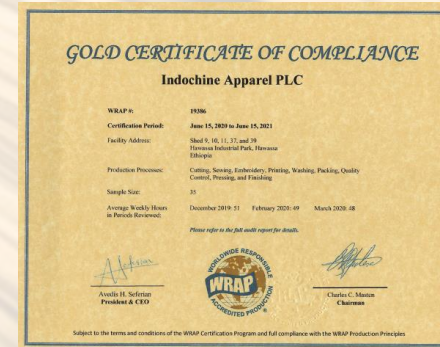 GOLD CERTIFICATE OF COMPLIANCE
Indochine Apparel PLC
WRAP #: 19386
Certification Period: June 15, 2020 to June 15, 2021
Facility Address: Shed 9, 10, 11, 37, and 39
Hawassa Industrial Park, Hawassa
Ethiopia
Production Processes: Cutting, Sewing, Embroidery, Printing, Washing, Packing, Quality
Control, Pressing, and Finishing
Sample Size: 35
Average Weekly Hours December 2019: 51 February 2020: 49 March 2020: 48
in Periods Reviewed:
Please refer to the full audit report for details.
WORLDWIDE RESPONSIBLE
WRAP
ACCREDITED PRODUCTION
Avedis H. Seferian
President & CEO
Charles C. Masten
Chairman
Subject to the terms and conditions of the WRAP Certification Program and full compliance with the WRAP Production Principles